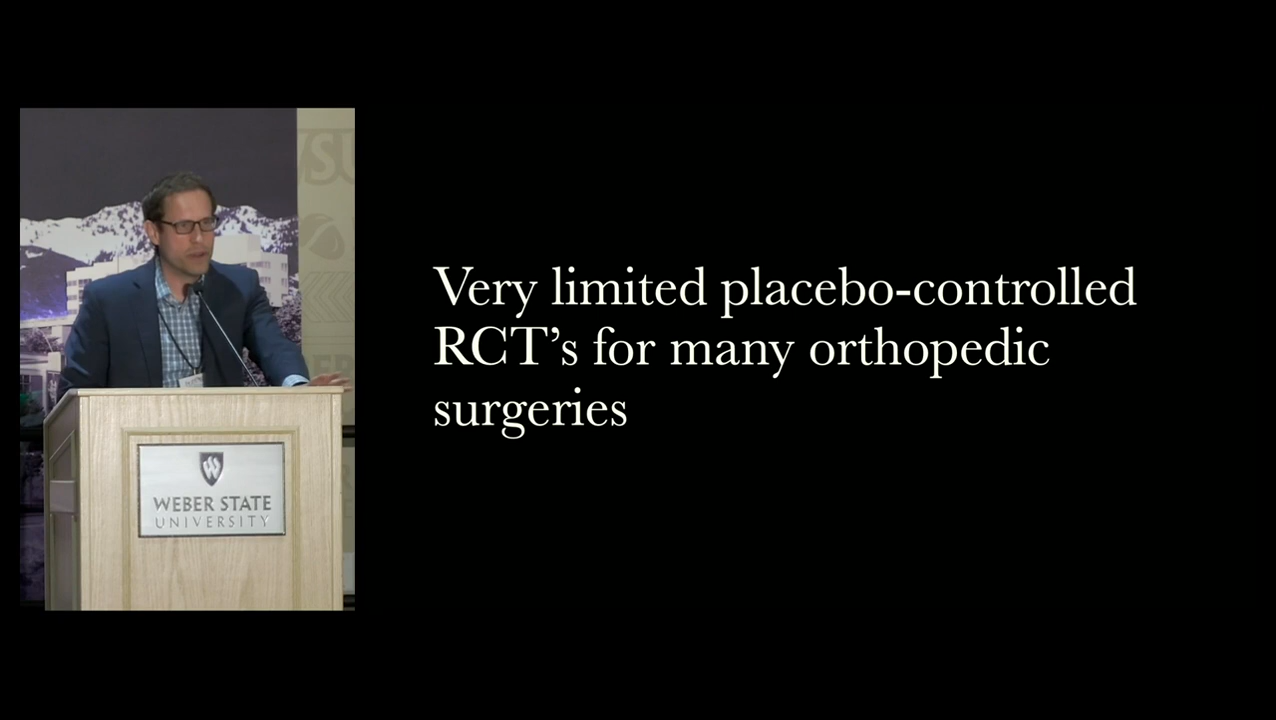 Very limited placebo-controlled
RCT’s for many orthopedic
surgeries
WEBER STATE
UNIVERSITY